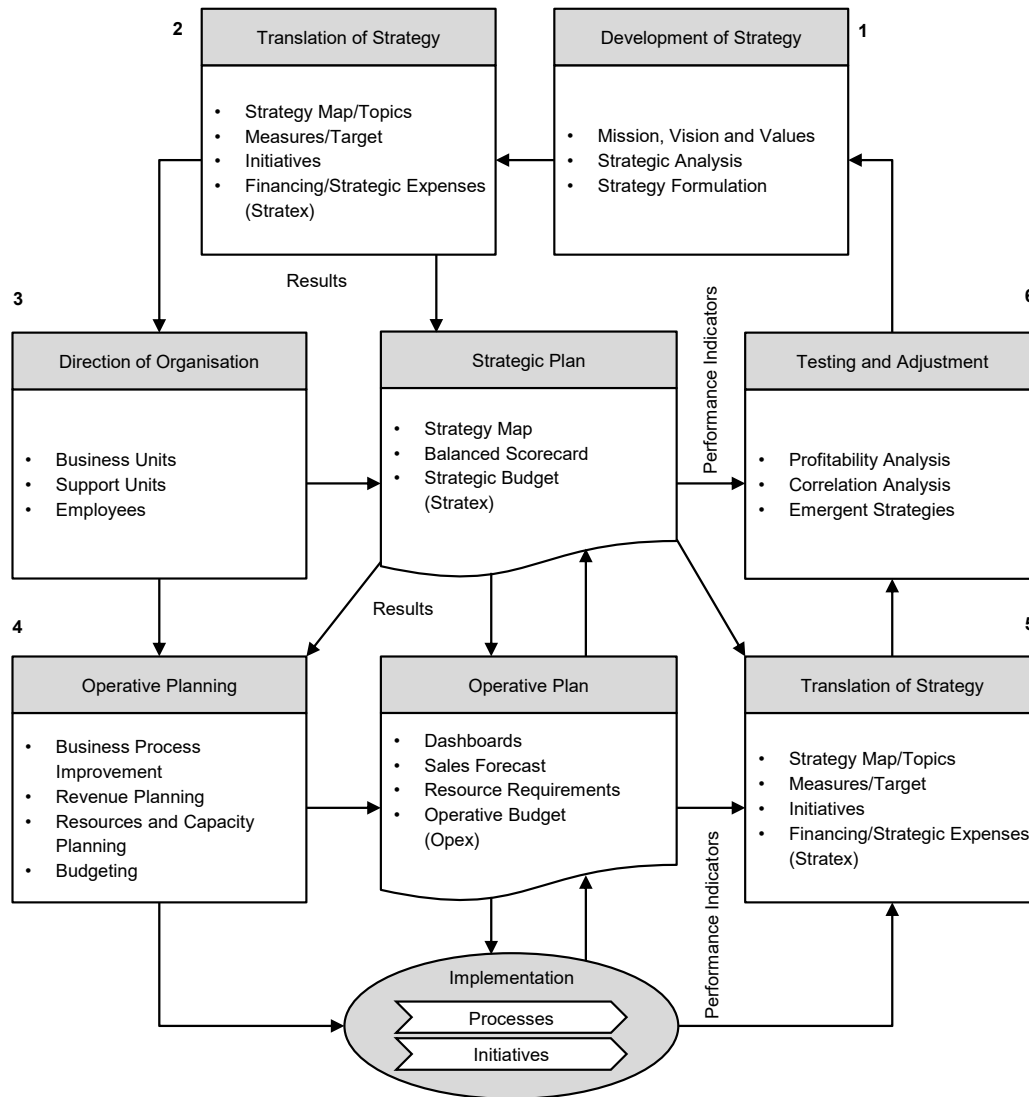 2
Translation of Strategy
• Strategy Map/Topics
• Measures/Target
• Initiatives
• Financing/Strategic Expenses
(Stratex)
Development of Strategy
1
• Mission, Vision and Values
• Strategic Analysis
• Strategy Formulation
Results
Performance Indicators
3
Direction of Organisation
• Business Units
• Support Units
• Employees
Strategic Plan
• Strategy Map
• Balanced Scorecard
• Strategic Budget
(Stratex)
6
Testing and Adjustment
• Profitability Analysis
• Correlation Analysis
• Emergent Strategies
Results
4
Operative Planning
• Business Process
Improvement
• Revenue Planning
• Resources and Capacity
Planning
• Budgeting
Operative Plan
• Dashboards
• Sales Forecast
• Resource Requirements
• Operative Budget
(Opex)
5
Translation of Strategy
• Strategy Map/Topics
• Measures/Target
• Initiatives
• Financing/Strategic Expenses
(Stratex)
Performance Indicators
Implementation
Processes
Initiatives